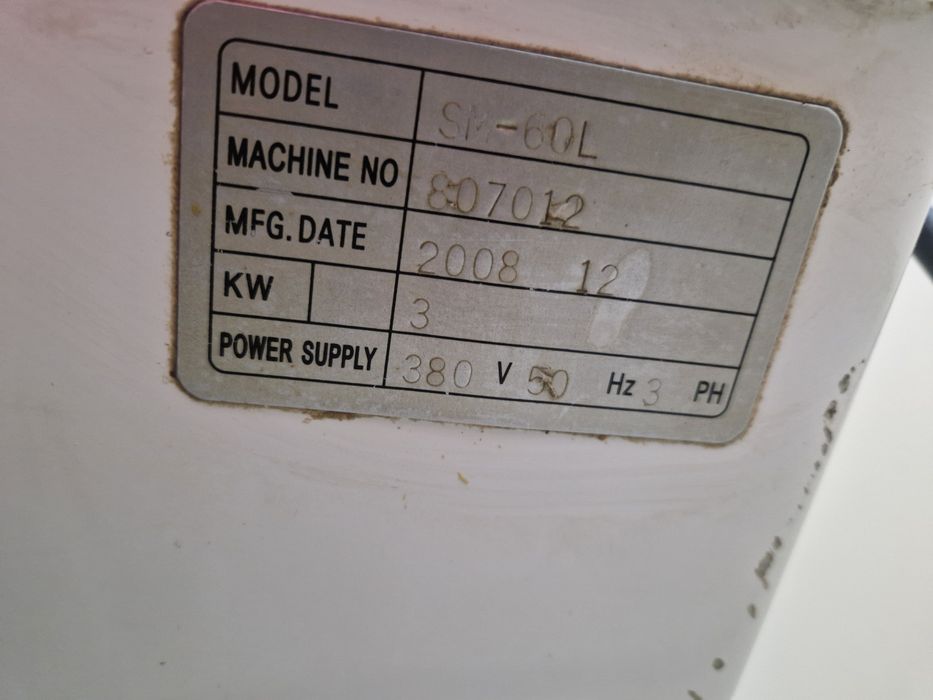 MODEL SM-60L
MACHINE NO 807012
MFG. DATE 2008 12
KW 3
POWER SUPPLY 380 V 50 Hz 3 PH